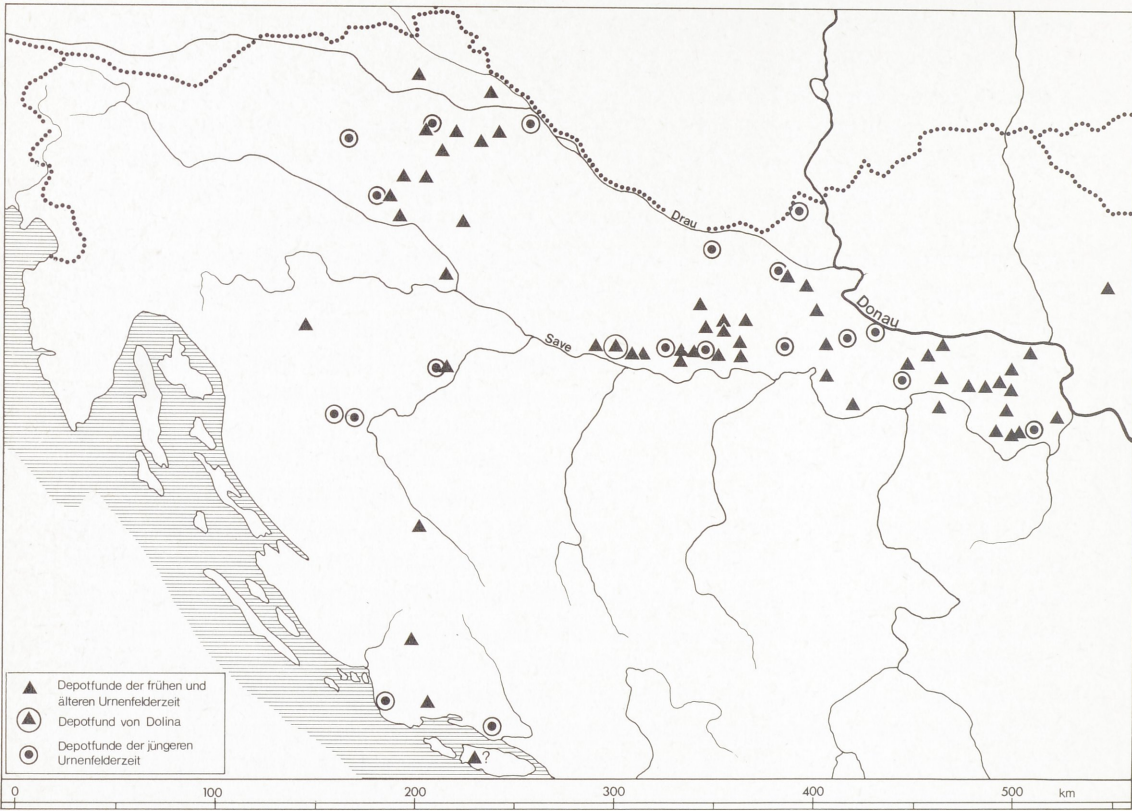 Drau
Donau
Save
?
Depotfunde der frühen und
älteren Urnenfelderzeit
Depotfund von Dolina
Depotfunde der jüngeren
Urnenfelderzeit
0 100 200 300 400 500 km